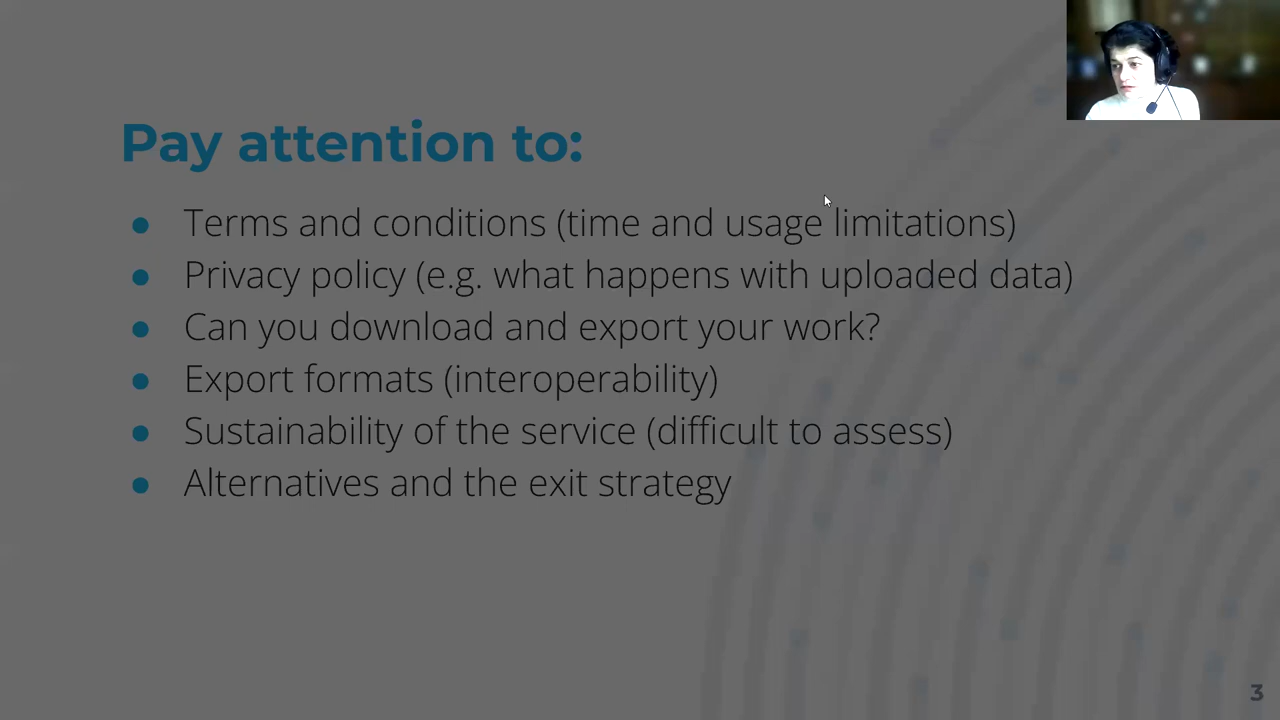 Pay attention to:
● Terms and conditions (time and usage limitations)
● Privacy policy (e.g. what happens with uploaded data)
● Can you download and export your work?
● Export formats (interoperability)
● Sustainability of the service (difficult to assess)
● Alternatives and the exit strategy
3